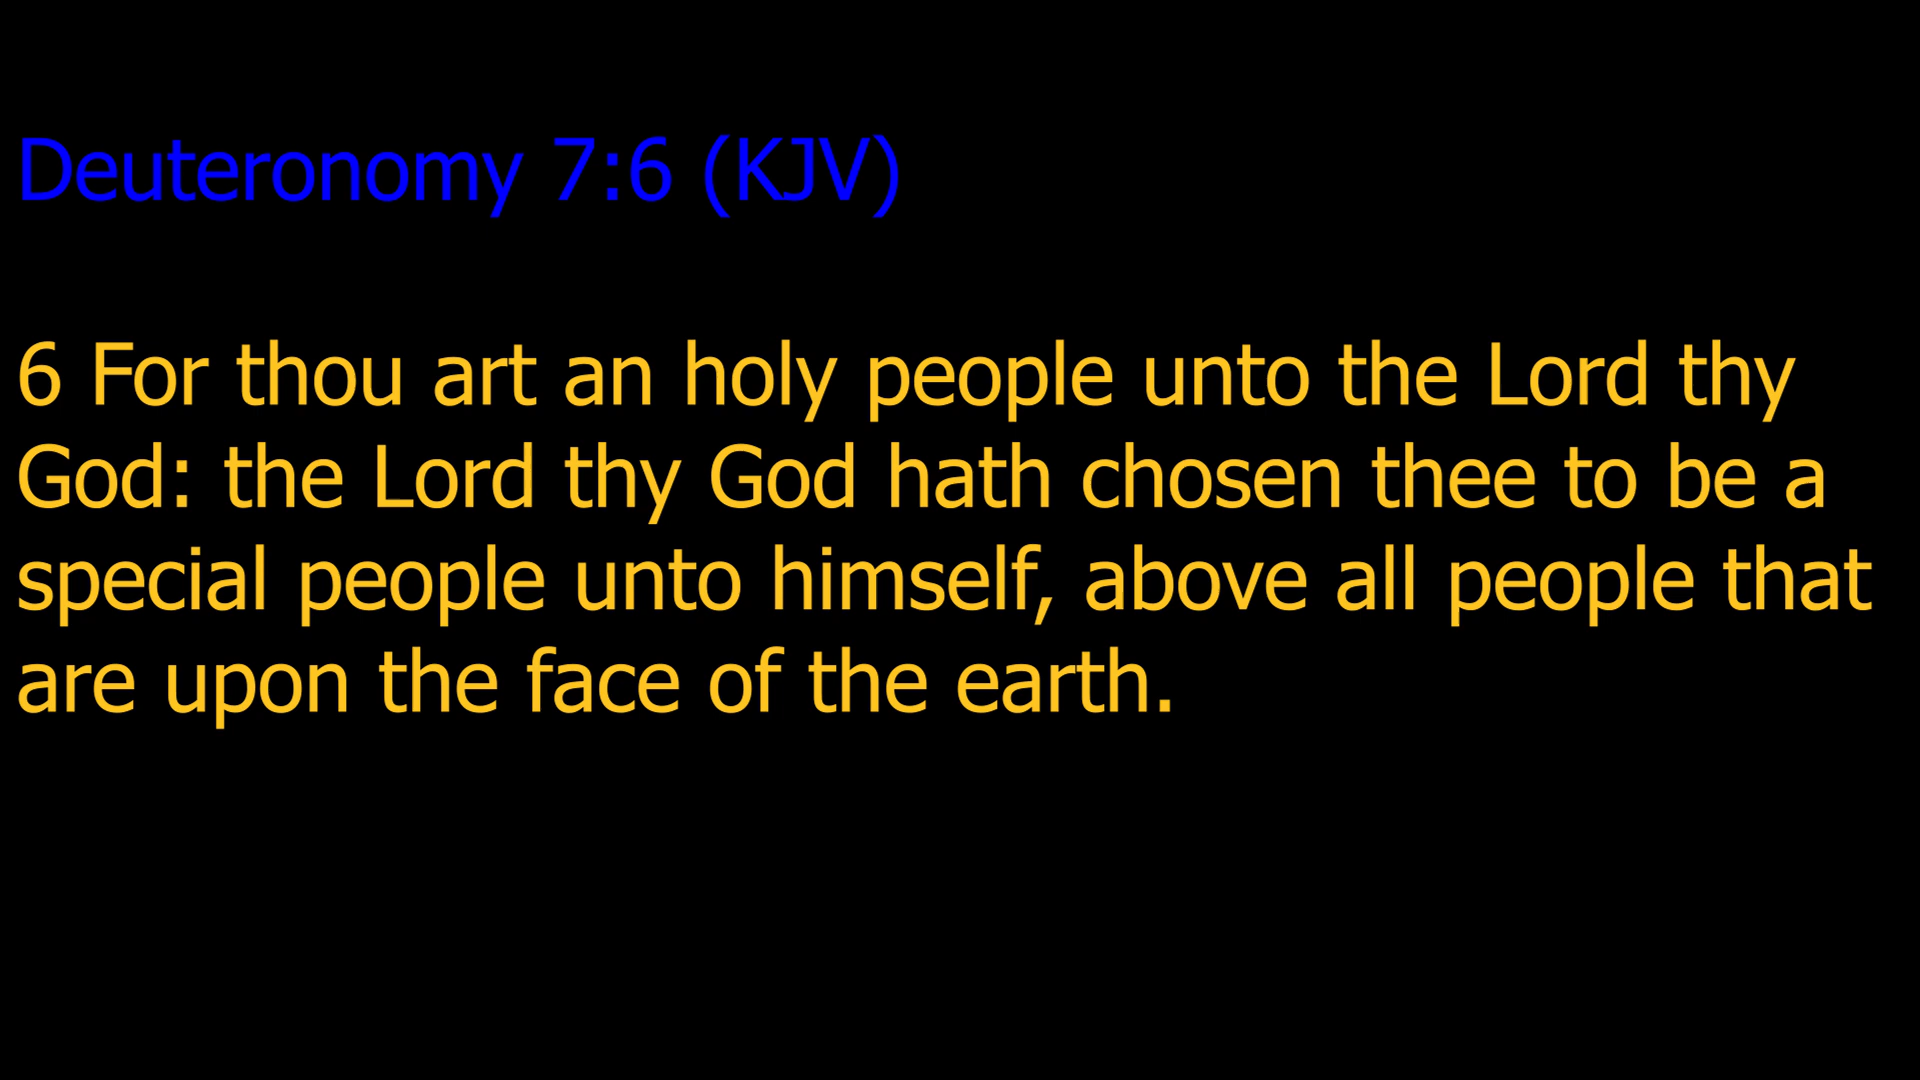 Deuteronomy 7:6 (KJV)
6 For thou art an holy people unto the Lord thy
God: the Lord thy God hath chosen thee to be a
special people unto himself, above all people that
are upon the face of the earth.